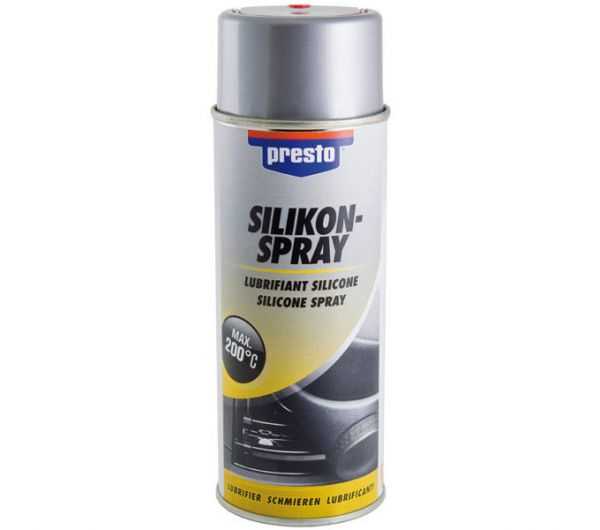 presto
SILIKON-
SPRAY
LUBRIFIANT SILICONE
SILICONE SPRAY
MAX.
200°C
LUBRIFIER SCHMIEREN LUBRIFICANTE